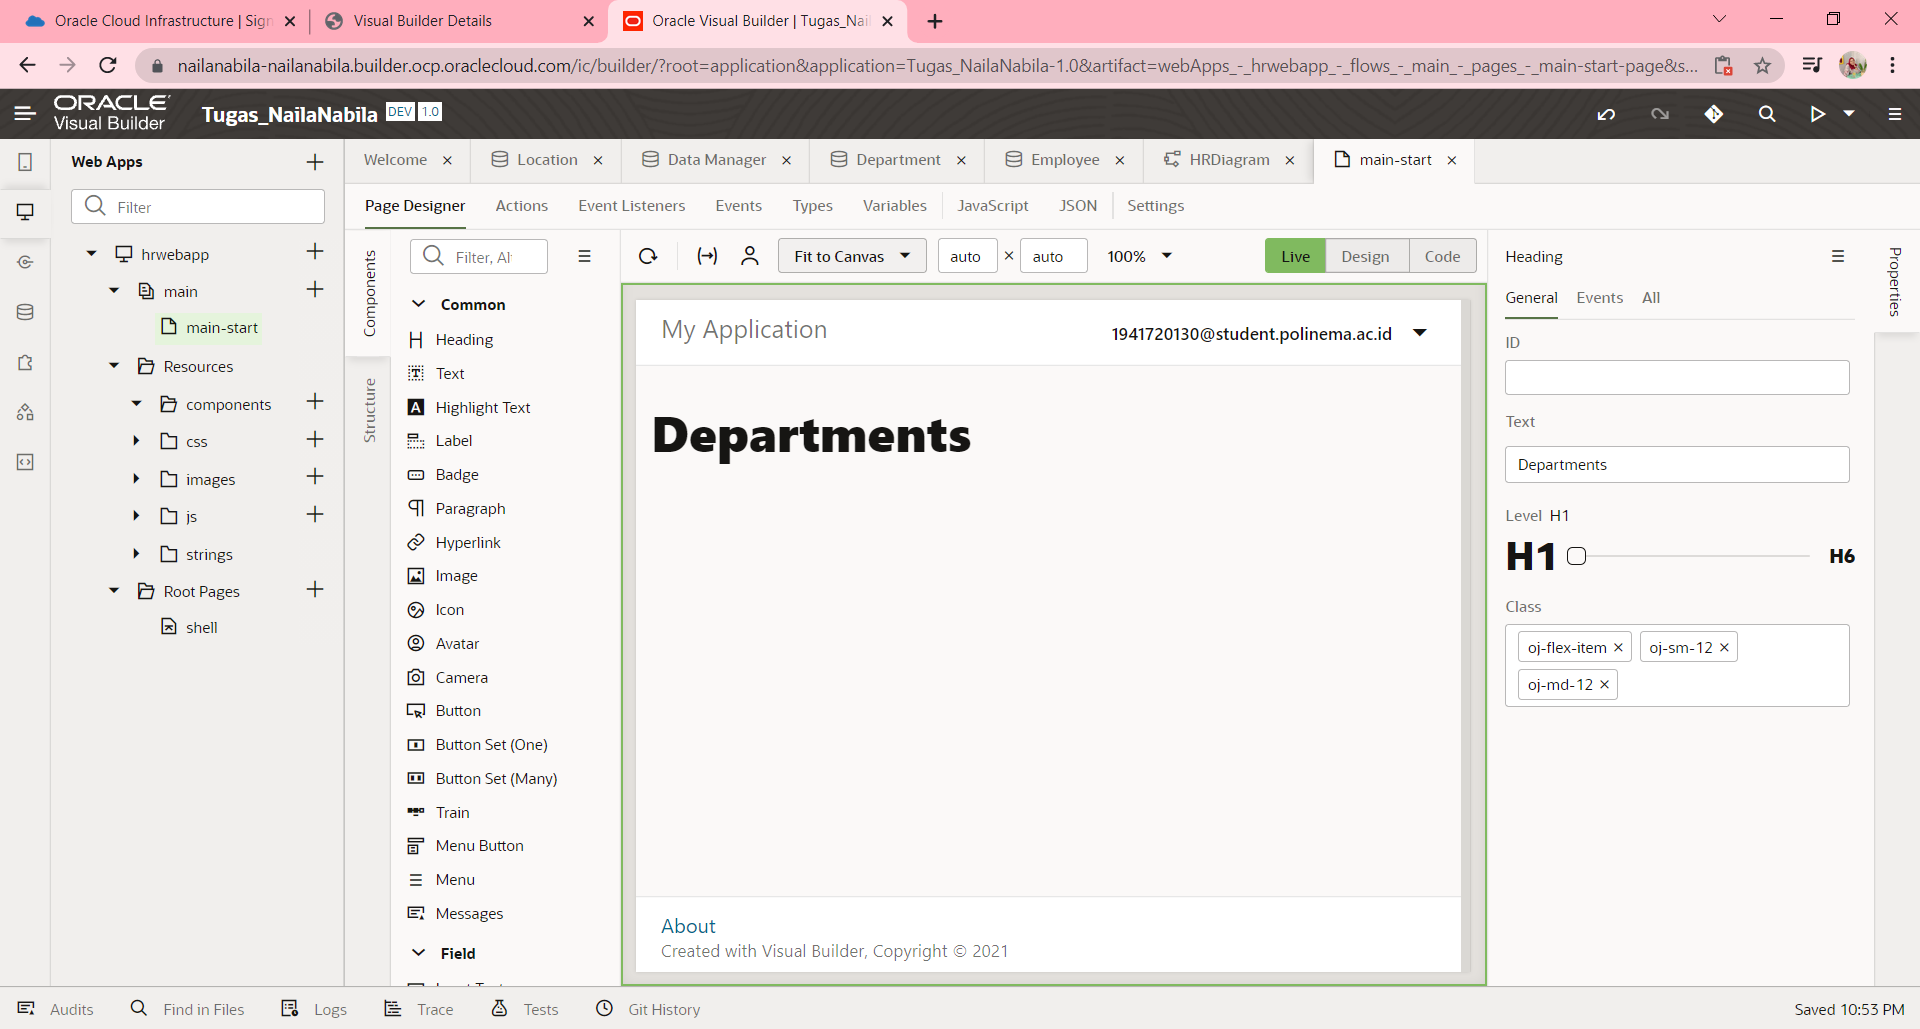 Oracle Cloud Infrastructure | Sign
Visual Builder Details
Oracle Visual Builder | Tugas_Nail
nailanabila-nailanabila.builder.ocp.oraclecloud.com/ic/builder/?root=application&application=Tugas_NailaNabila-1.0&artifact=webApps_-_hrwebapp_-_flows_-_main_-_pages_-_main-start-page&s...
ORACLE
Visual Builder
Tugas_NailaNabila DEV 1.0
Web Apps
Filter
hrwebapp
main
main-start
Resources
components
css
images
js
strings
Root Pages
shell
Welcome
Location
Data Manager
Department
Employee
HRDiagram
main-start
Page Designer
Actions
Event Listeners
Events
Types
Variables
JavaScript
JSON
Settings
Components
Structure
Filter, Al
Common
H Heading
Text
A Highlight Text
Label
Badge
Paragraph
Hyperlink
Image
Icon
Avatar
Camera
Button
Button Set (One)
Button Set (Many)
Train
Menu Button
Menu
Messages
Field
Fit to Canvas
auto × auto
100%
Live
Design
Code
My Application
1941720130@student.polinema.ac.id
Departments
About
Created with Visual Builder, Copyright © 2021
Heading
General
Events
All
ID
Text
Departments
Level H1
H1
H6
Class
oj-flex-item ×
oj-sm-12 ×
oj-md-12 ×
Properties
Audits
Find in Files
Logs
Trace
Tests
Git History
Saved 10:53 PM